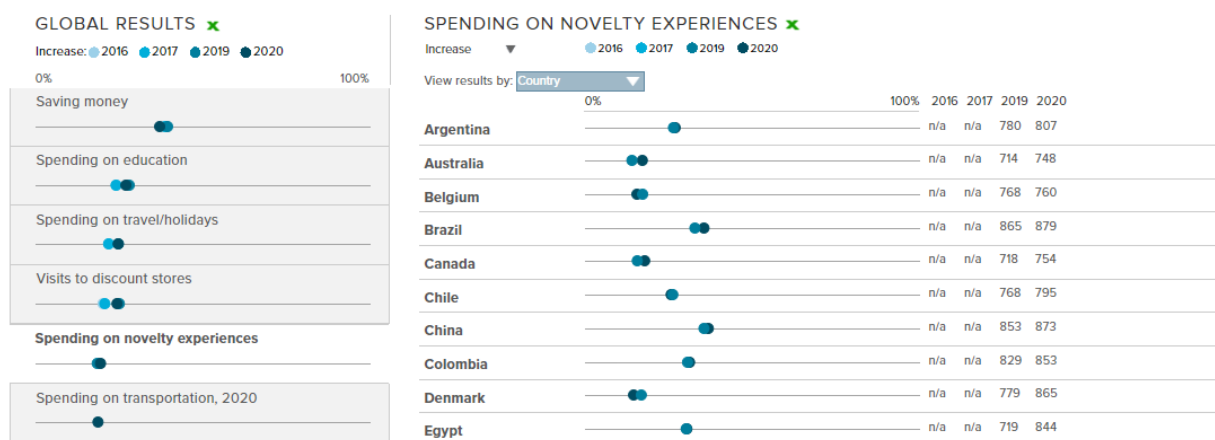 GLOBAL RESULTS
Increase: 2016 2017 2019 2020
0% 100%
Saving money
Spending on education
Spending on travel/holidays
Visits to discount stores
Spending on novelty experiences
Spending on transportation, 2020
SPENDING ON NOVELTY EXPERIENCES
Increase 2016 2017 2019 2020
View results by: Country
0% 100% 2016 2017 2019 2020
Argentina n/a n/a 780 807
Australia n/a n/a 714 748
Belgium n/a n/a 768 760
Brazil n/a n/a 865 879
Canada n/a n/a 718 754
Chile n/a n/a 768 795
China n/a n/a 853 873
Colombia n/a n/a 829 853
Denmark n/a n/a 779 865
Egypt n/a n/a 719 844